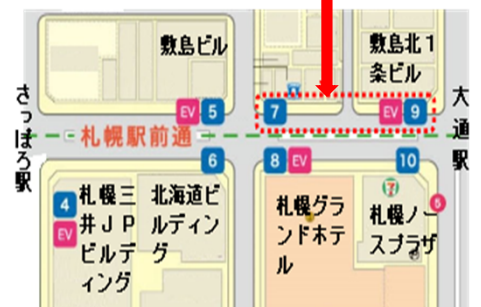 敷島ビル
敷島北1
条ビル
さっぽろ駅
大通駅
EV
5
7
EV
9
札幌駅前通
6
8
EV
10
4
EV
札幌三
井JP
ビルデ
ィング
北海道ビ
ルディン
グ
札幌グラ
ンドホテ
ル
7
札幌ノー
スプラザ
6